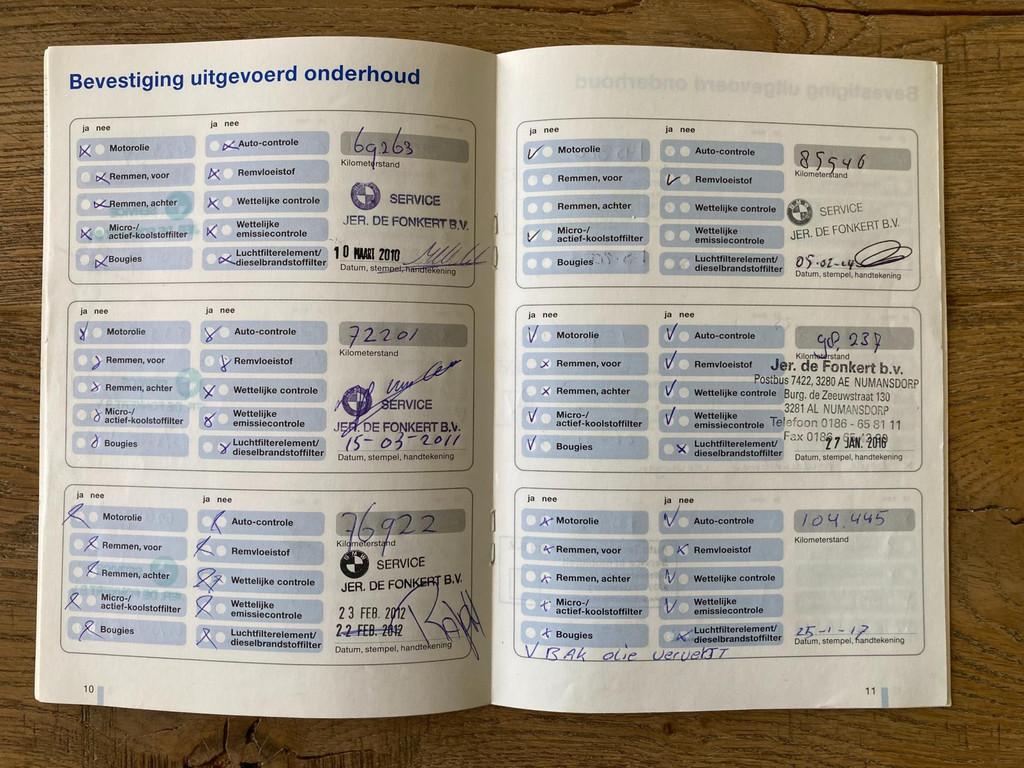 Bevestiging uitgevoerd onderhoud
ja nee
ja nee
Motorolie
Auto-controle
69263
Kilometerstand
Remmen, voor
Remvloeistof
Remmen, achter
Wettelijke controle
SERVICE
JER. DE FONKERT B.V.
Micro-/
actief-koolstoffilter
Wettelijke
emissiecontrole
Bougies
Luchtfilterelement/
dieselbrandstoffilter
10 MAART 2010
Datum, stempel, handtekening
ja nee
ja nee
Motorolie
Auto-controle
72201
Kilometerstand
Remmen, voor
Remvloeistof
Remmen, achter
Wettelijke controle
SERVICE
JER. DE FONKERT B.V.
Micro-/
actief-koolstoffilter
Wettelijke
emissiecontrole
15-03-2011
Bougies
Luchtfilterelement/
dieselbrandstoffilter
Datum, stempel, handtekening
ja nee
ja nee
Motorolie
Auto-controle
76922
Kilometerstand
Remmen, voor
Remvloeistof
SERVICE
JER. DE FONKERT B.V.
Remmen, achter
Wettelijke controle
Micro-/
actief-koolstoffilter
Wettelijke
emissiecontrole
23 FEB. 2012
22 FEB. 2012
Bougies
Luchtfilterelement/
dieselbrandstoffilter
Datum, stempel, handtekening
10
ja nee
ja nee
Motorolie
Auto-controle
85546
Kilometerstand
Remmen, voor
Remvloeistof
Remmen, achter
Wettelijke controle
SERVICE
JER. DE FONKERT B.V.
Micro-/
actief-koolstoffilter
Wettelijke
emissiecontrole
Bougies
Luchtfilterelement/
dieselbrandstoffilter
Datum, stempel, handtekening
ja nee
ja nee
Motorolie
Auto-controle
98.237
Kilometerstand
Remmen, voor
Remvloeistof
Jer. de Fonkert b.v.
Postbus 7422, 3280 AE NUMANSDORP
Remmen, achter
Wettelijke controle
Burg. de Zeeuwstraat 130
3281 AL NUMANSDORP
Micro-/
actief-koolstoffilter
Wettelijke
emissiecontrole
Telefoon 0186 - 65 81 11
Fax 0186
27 JAN. 2016
Bougies
Luchtfilterelement/
dieselbrandstoffilter
Datum, stempel, handtekening
ja nee
ja nee
Motorolie
Auto-controle
104.445
Kilometerstand
Remmen, voor
Remvloeistof
Remmen, achter
Wettelijke controle
Micro-/
actief-koolstoffilter
Wettelijke
emissiecontrole
Bougies
Luchtfilterelement/
dieselbrandstoffilter
25-1-17
Datum, stempel, handtekening
V BAK olie ververST
11